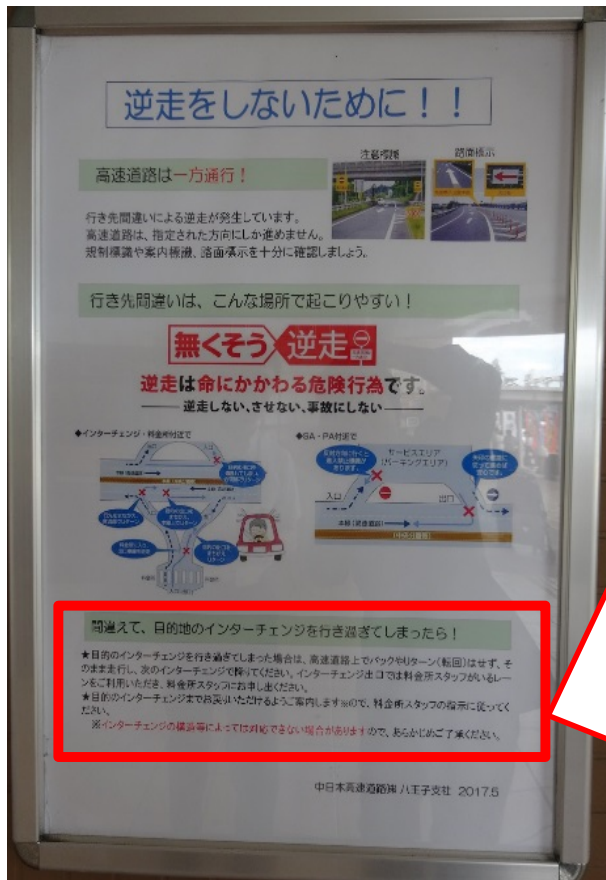 逆走をしないために！！
注意標識
路面標示
高速道路は一方通行！
行き先間違いによる逆走が発生しています。
高速道路は、指定された方向にしか進めません。
規制標識や案内標識、路面標示を十分に確認しましょう。
行き先間違いは、こんな場所で起こりやすい！
無くそう 逆走
逆走は命にかかわる危険行為です。
逆走しない、させない、事故にしない
◆インターチェンジ・料金所付近で
◆SA・PA付近で
サービスエリア
(パーキングエリア)
入口
出口
本線（高速道路）
間違えて、目的地のインターチェンジを行き過ぎてしまったら！
★目的のインターチェンジを行き過ぎてしまった場合は、高速道路上でバックやUターン(転回)はせず、そ
のまま走行し、次のインターチェンジで降りてください。インターチェンジ出口では料金所スタッフがいるレー
ンをご利用いただき、料金所スタッフにお申し出ください。
★目的のインターチェンジまでお戻りいただけるようご案内しますので、料金所スタッフの指示に従ってく
ださい。
※インターチェンジの構造等によっては対応できない場合がありますので、あらかじめご了承ください。
中日本高速道路㈱ 八王子支社 2017.5